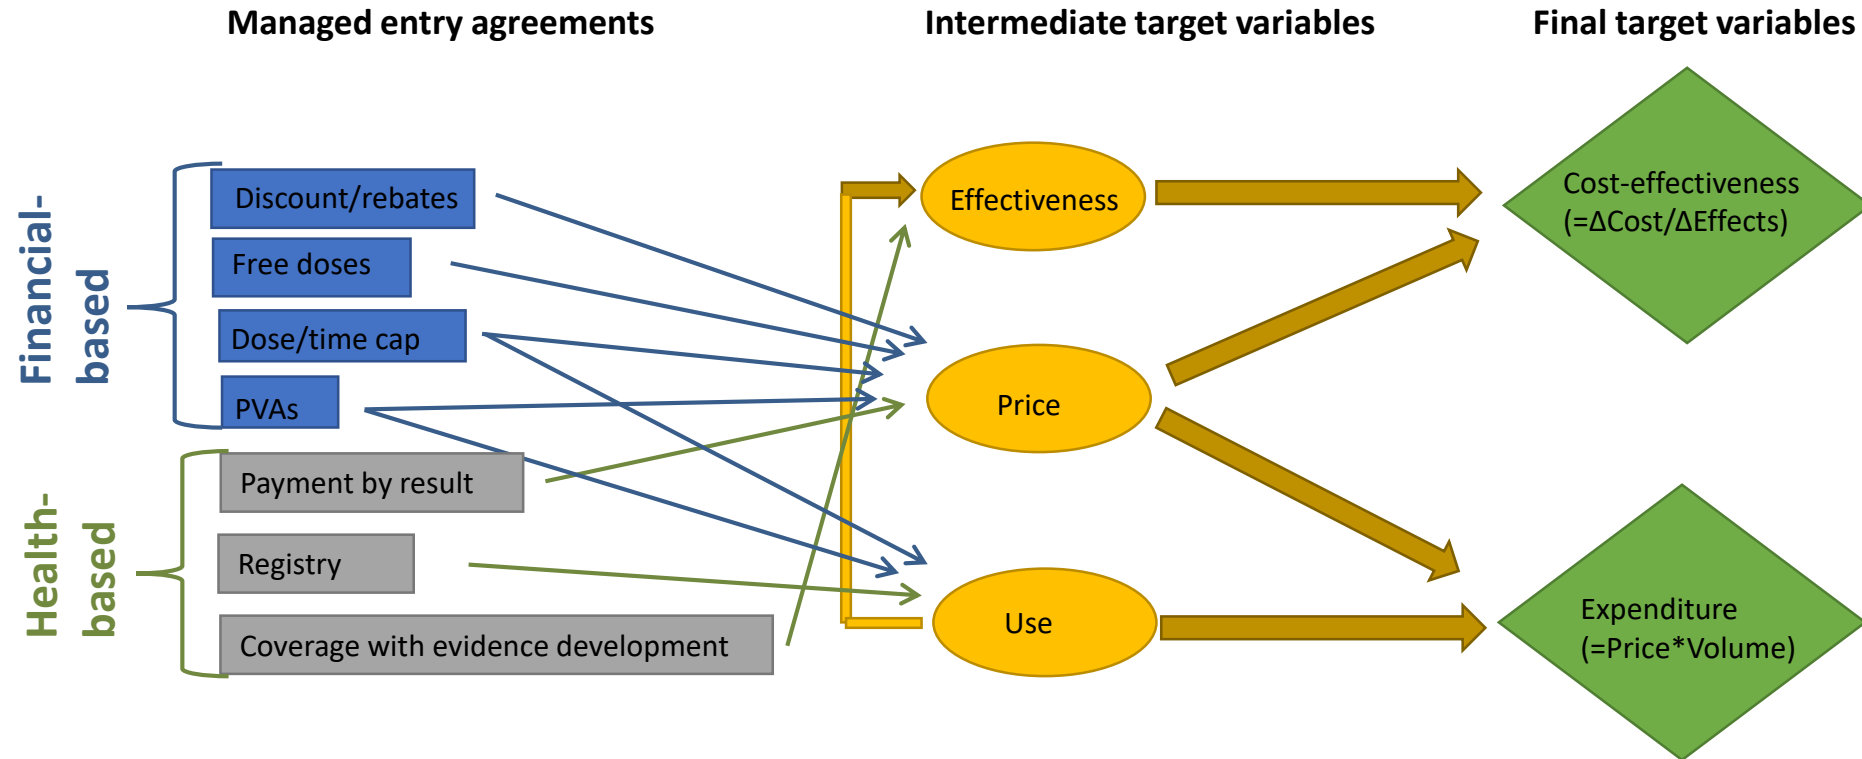 Managed entry agreements
Intermediate target variables
Final target variables
Financial-
based
Discount/rebates
Free doses
Dose/time cap
PVAs
Health-
based
Payment by result
Registry
Coverage with evidence development
Effectiveness
Price
Use
Cost-effectiveness
(=ΔCost/ΔEffects)
Expenditure
(=Price*Volume)